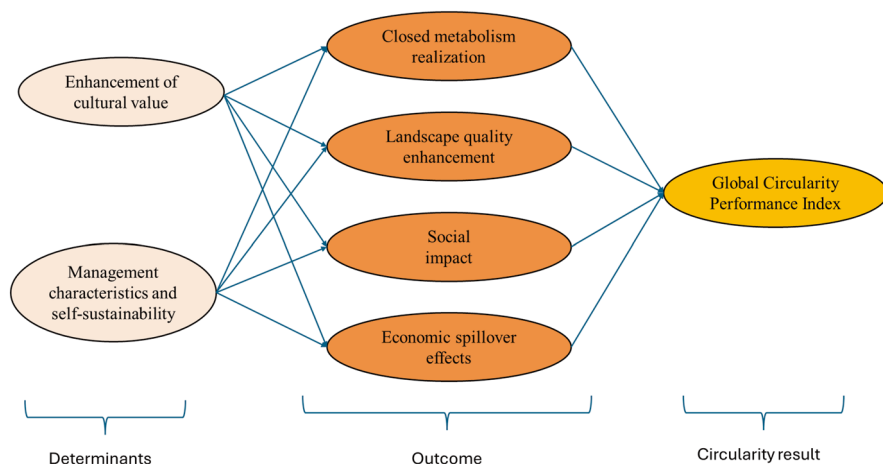 Closed metabolism
realization
Enhancement of
cultural value
Landscape quality
enhancement
Global Circularity
Performance Index
Social
impact
Management
characteristics and
self-sustainability
Economic spillover
effects
Determinants
Outcome
Circularity result